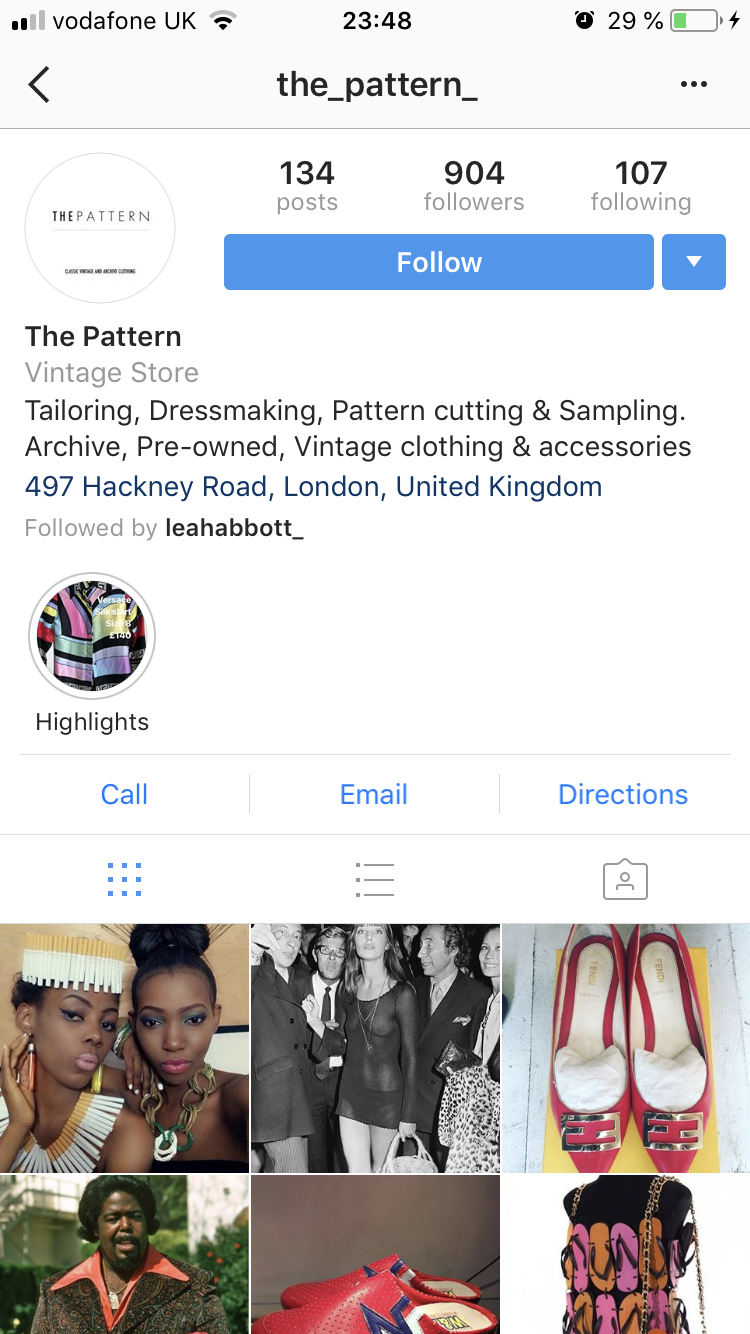 vodafone UK 23:48 29 %
the_pattern_
THEPATTERN
CLASSIC VINTAGE AND ARCHIVE CLOTHING
134 904 107
posts followers following
Follow
The Pattern
Vintage Store
Tailoring, Dressmaking, Pattern cutting & Sampling.
Archive, Pre-owned, Vintage clothing & accessories
497 Hackney Road, London, United Kingdom
Followed by leahabbott_
Versace
Silk shirt
Size 8
£140
Highlights
Call Email Directions
FENDI FENDI